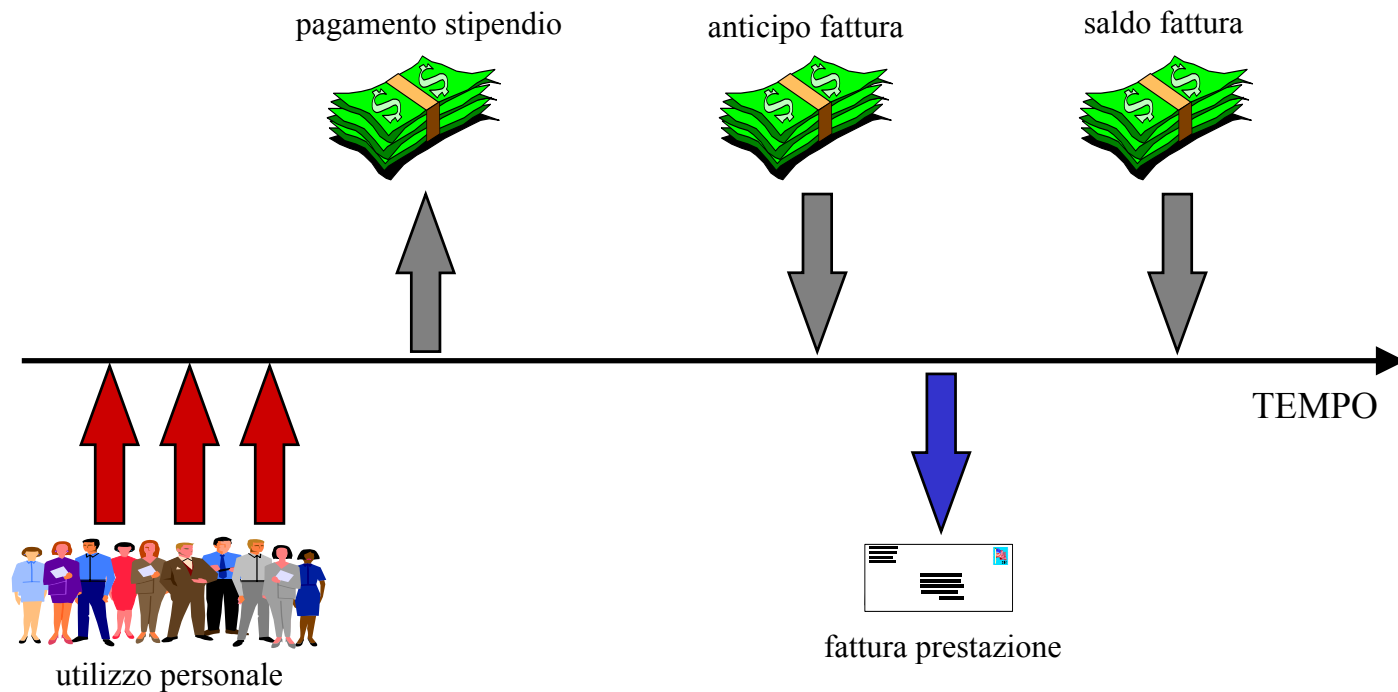 pagamento stipendio
anticipo fattura
saldo fattura
TEMPO
utilizzo personale
fattura prestazione